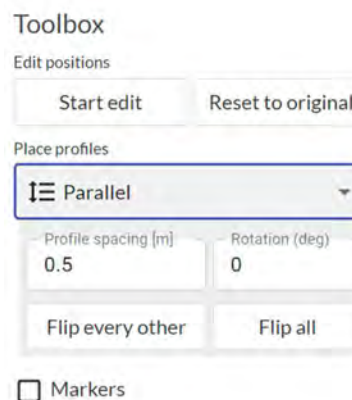 Toolbox
Edit positions
Start edit Reset to original
Place profiles
Parallel
Profile spacing [m] Rotation (deg)
0.5 0
Flip every other Flip all
Markers